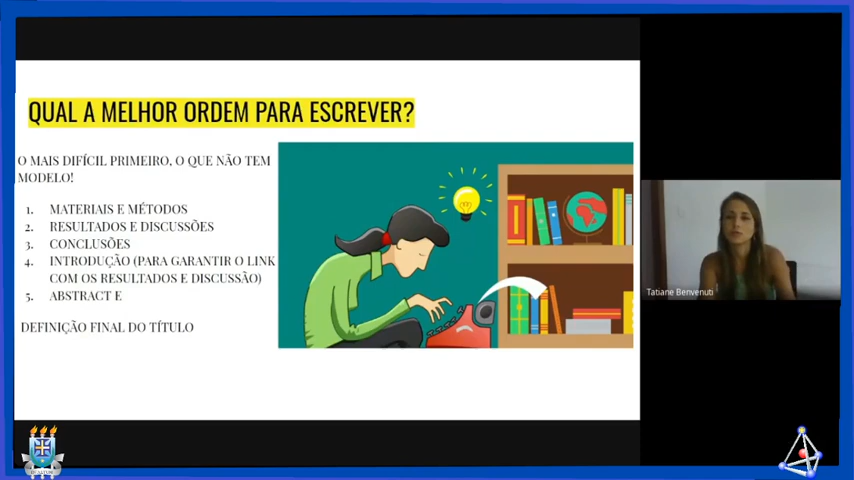 QUAL A MELHOR ORDEM PARA ESCREVER?
O MAIS DIFÍCIL PRIMEIRO, O QUE NÃO TEM
MODELO!
1. MATERIAIS E MÉTODOS
2. RESULTADOS E DISCUSSÕES
3. CONCLUSÕES
4. INTRODUÇÃO (PARA GARANTIR O LINK
COM OS RESULTADOS E DISCUSSÃO)
5. ABSTRACT E
DEFINIÇÃO FINAL DO TÍTULO
Tatiane Benvenuti